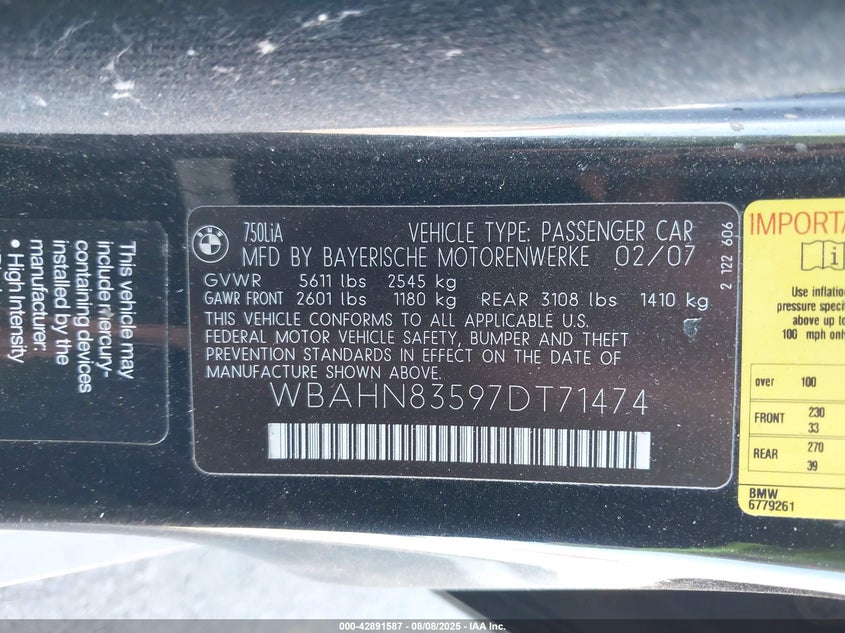 This vehicle may
include mercury-
containing devices
installed by the
manufacturer:
• High Intensity
BMW
750LiA VEHICLE TYPE: PASSENGER CAR
MFD BY BAYERISCHE MOTORENWERKE 02/07
GVWR 5611 lbs 2545 kg
GAWR FRONT 2601 lbs 1180 kg REAR 3108 lbs 1410 kg
THIS VEHICLE CONFORMS TO ALL APPLICABLE U.S.
FEDERAL MOTOR VEHICLE SAFETY, BUMPER AND THEFT
PREVENTION STANDARDS IN EFFECT ON THE DATE OF
MANUFACTURE SHOWN ABOVE.
WBAHN83597DT71474
2 122 606
IMPORTA
Use inflation
pressure speci
above up to
100 mph only
over 100
FRONT 230
33
REAR 270
39
BMW
6779261
000-42891587 - 08/08/2025 - IAA Inc.